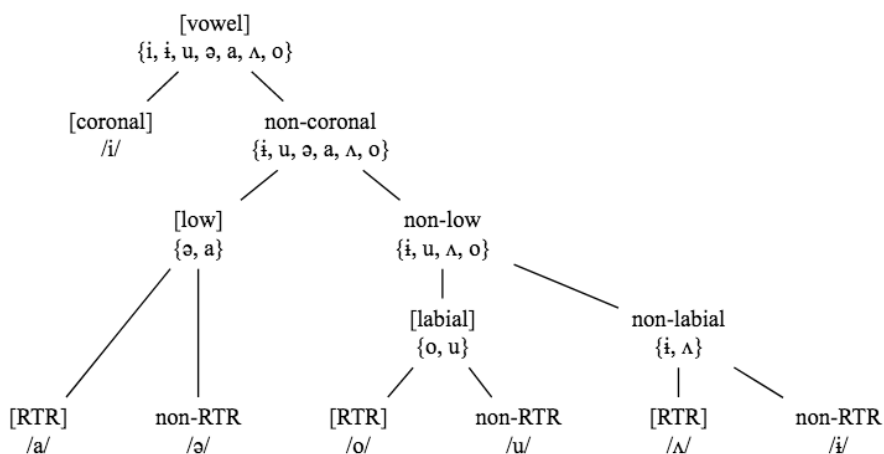 [vowel]
{i, ɨ, u, ə, a, ʌ, o}
[coronal] non-coronal
/i/ {ɨ, u, ə, a, ʌ, o}
[low] non-low
{ə, a} {ɨ, u, ʌ, o}
[labial] non-labial
{o, u} {ɨ, ʌ}
[RTR] non-RTR [RTR] non-RTR [RTR] non-RTR
/a/ /ə/ /o/ /u/ /ʌ/ /ɨ/